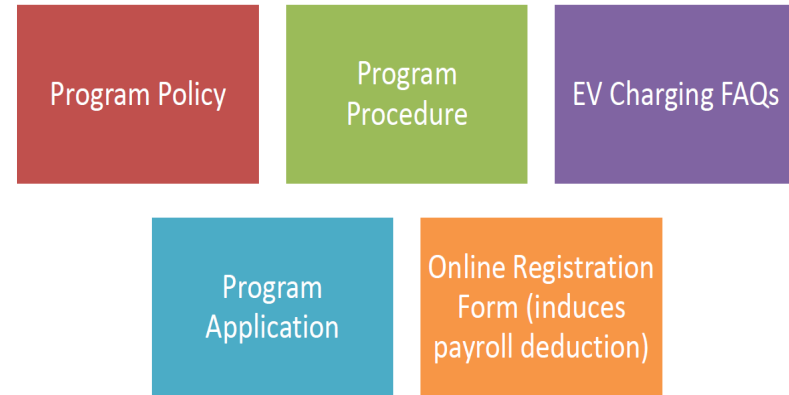 Program Policy
Program
Procedure
EV Charging FAQs
Program
Application
Online Registration
Form (induces
payroll deduction)